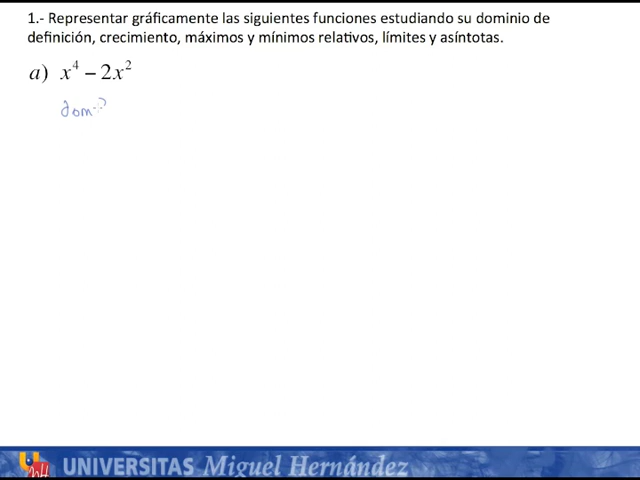 1.- Representar gráficamente las siguientes funciones estudiando su dominio de
definición, crecimiento, máximos y mínimos relativos, límites y asíntotas.
a) x⁴ − 2x²
UNIVERSITAS Miguel Hernández